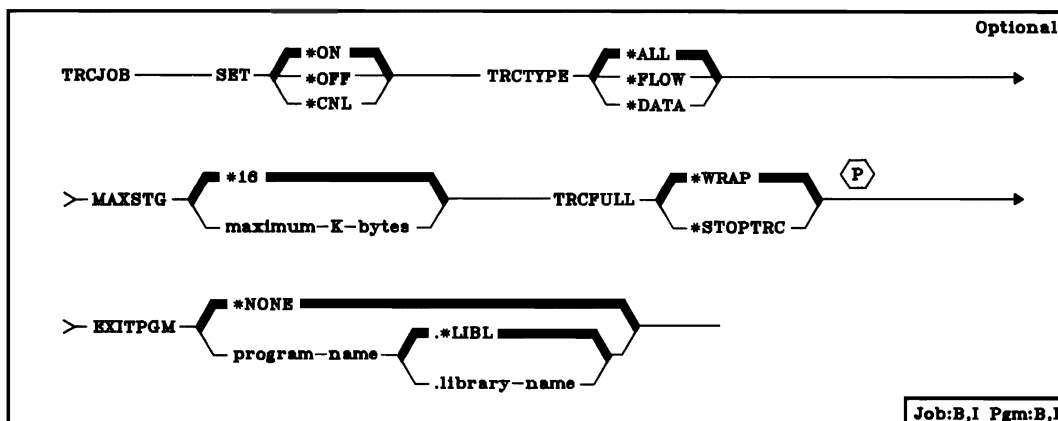 Optional
*ON *ALL
TRCJOB SET *OFF TRCTYPE *FLOW
*CNL *DATA
*16 *WRAP P
MAXSTG TRCFULL
maximum-K-bytes *STOPTRC
*NONE
EXITPGM .*LIBL
program-name
.library-name
Job:B,I Pgm:B,I